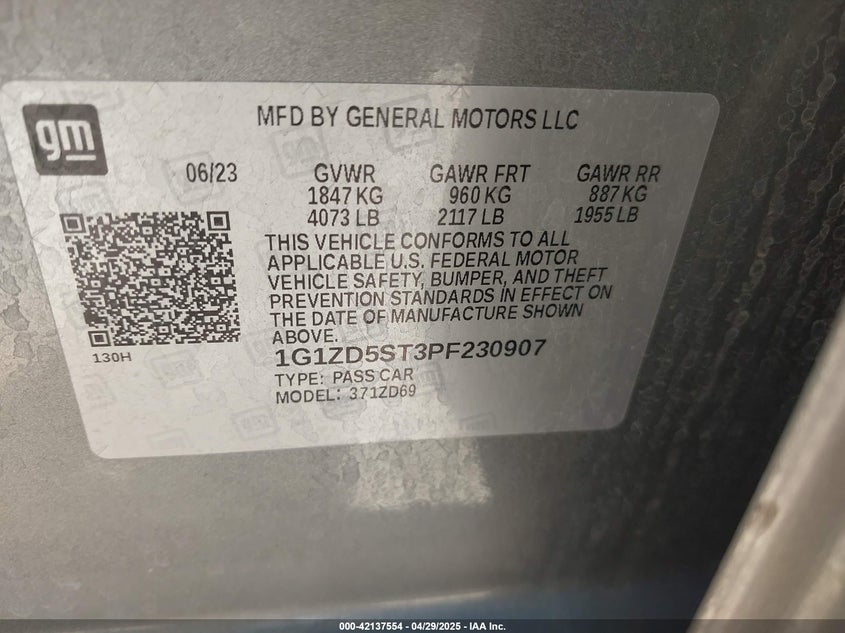 gm
MFD BY GENERAL MOTORS LLC
06/23 GVWR GAWR FRT GAWR RR
1847 KG 960 KG 887 KG
4073 LB 2117 LB 1955 LB
THIS VEHICLE CONFORMS TO ALL
APPLICABLE U.S. FEDERAL MOTOR
VEHICLE SAFETY, BUMPER, AND THEFT
PREVENTION STANDARDS IN EFFECT ON
THE DATE OF MANUFACTURE SHOWN
ABOVE.
130H
1G1ZD5ST3PF230907
TYPE: PASS CAR
MODEL: 371ZD69
000-42137554 - 04/29/2025 - IAA Inc.